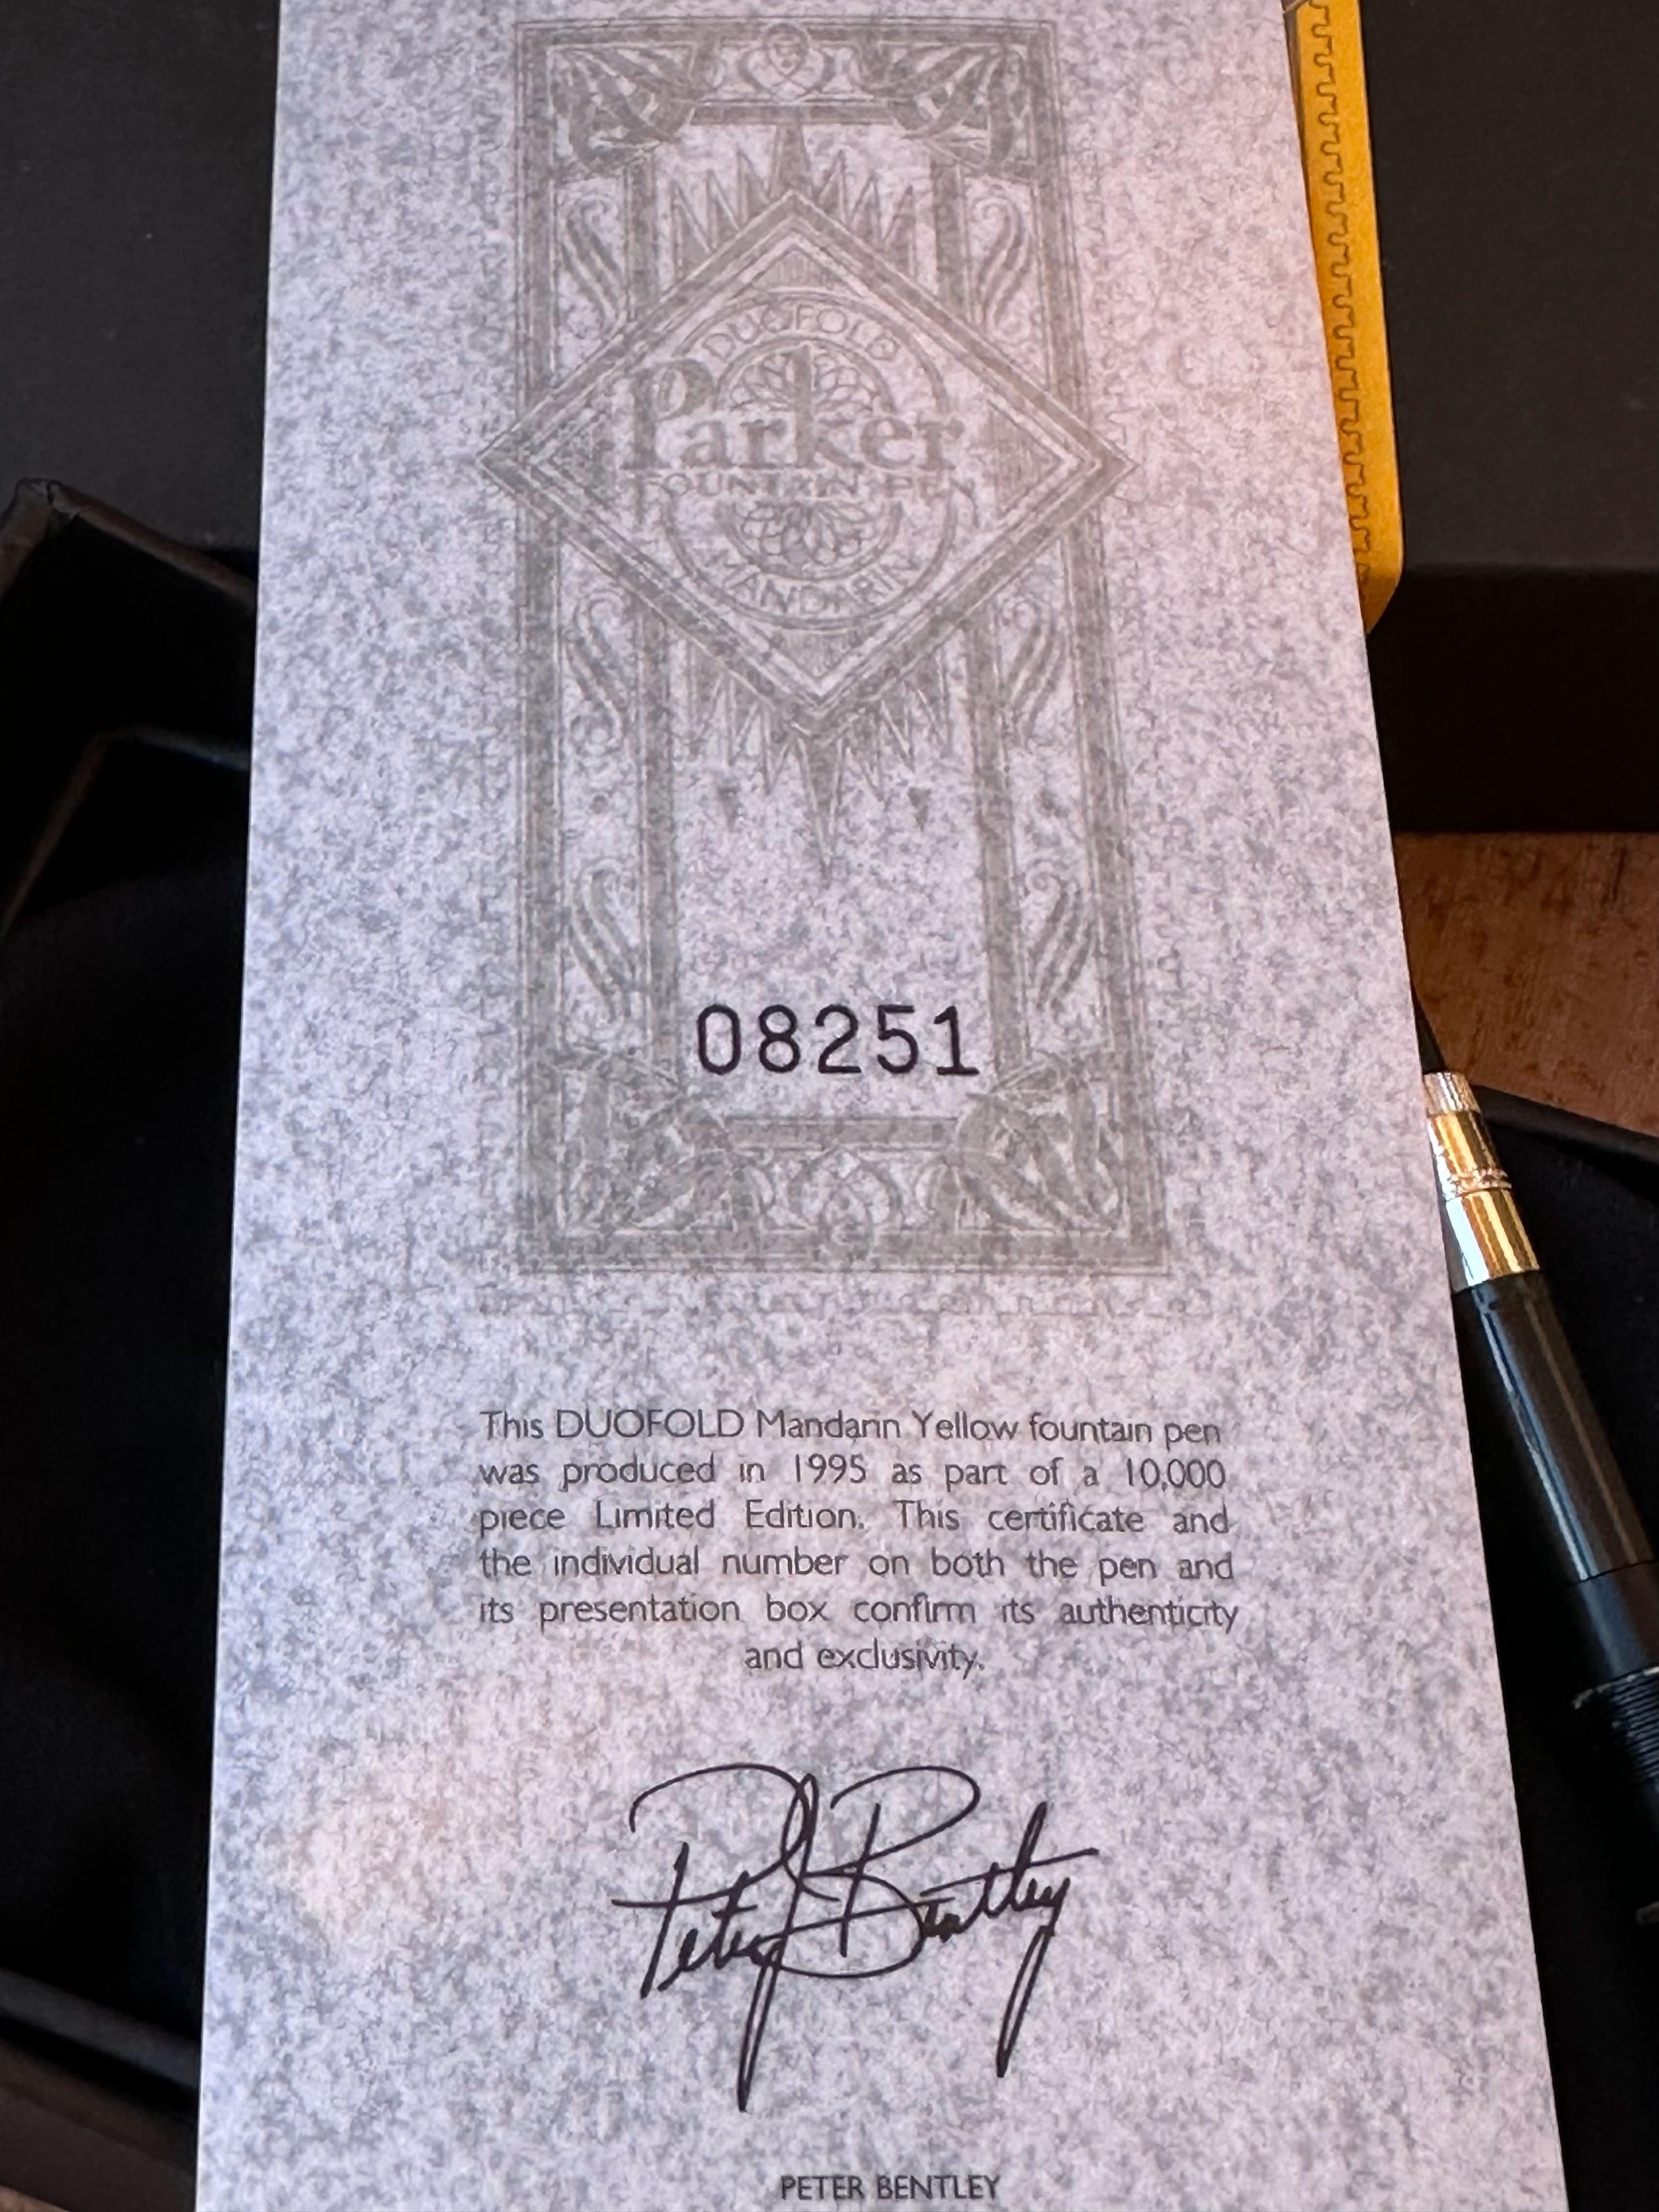 DUOFOLD
Parker
FOUNTAIN PEN
MANDARIN
08251
This DUOFOLD Mandarin Yellow fountain pen
was produced in 1995 as part of a 10,000
piece Limited Edition. This certificate and
the individual number on both the pen and
its presentation box confirm its authenticity
and exclusivity.
Peter Bentley
PETER BENTLEY